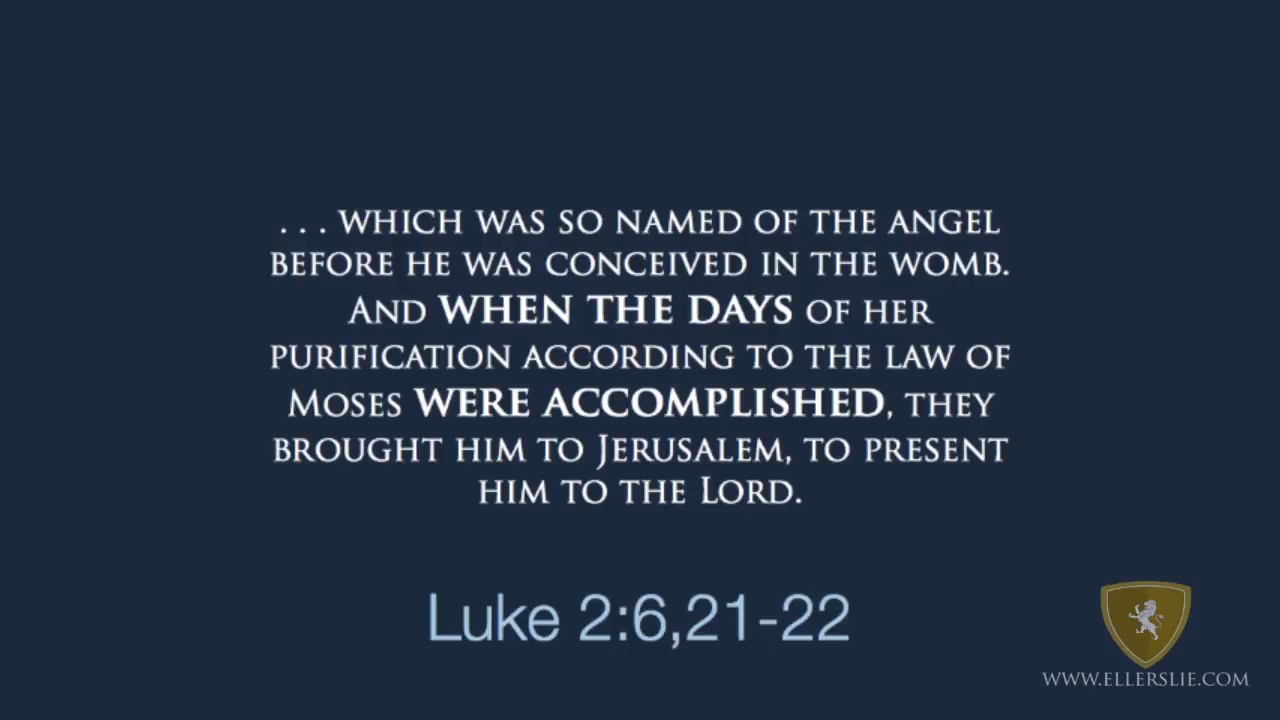 . . . WHICH WAS SO NAMED OF THE ANGEL
BEFORE HE WAS CONCEIVED IN THE WOMB.
AND WHEN THE DAYS OF HER
PURIFICATION ACCORDING TO THE LAW OF
MOSES WERE ACCOMPLISHED, THEY
BROUGHT HIM TO JERUSALEM, TO PRESENT
HIM TO THE LORD.
Luke 2:6,21-22
WWW.ELLERSLIE.COM